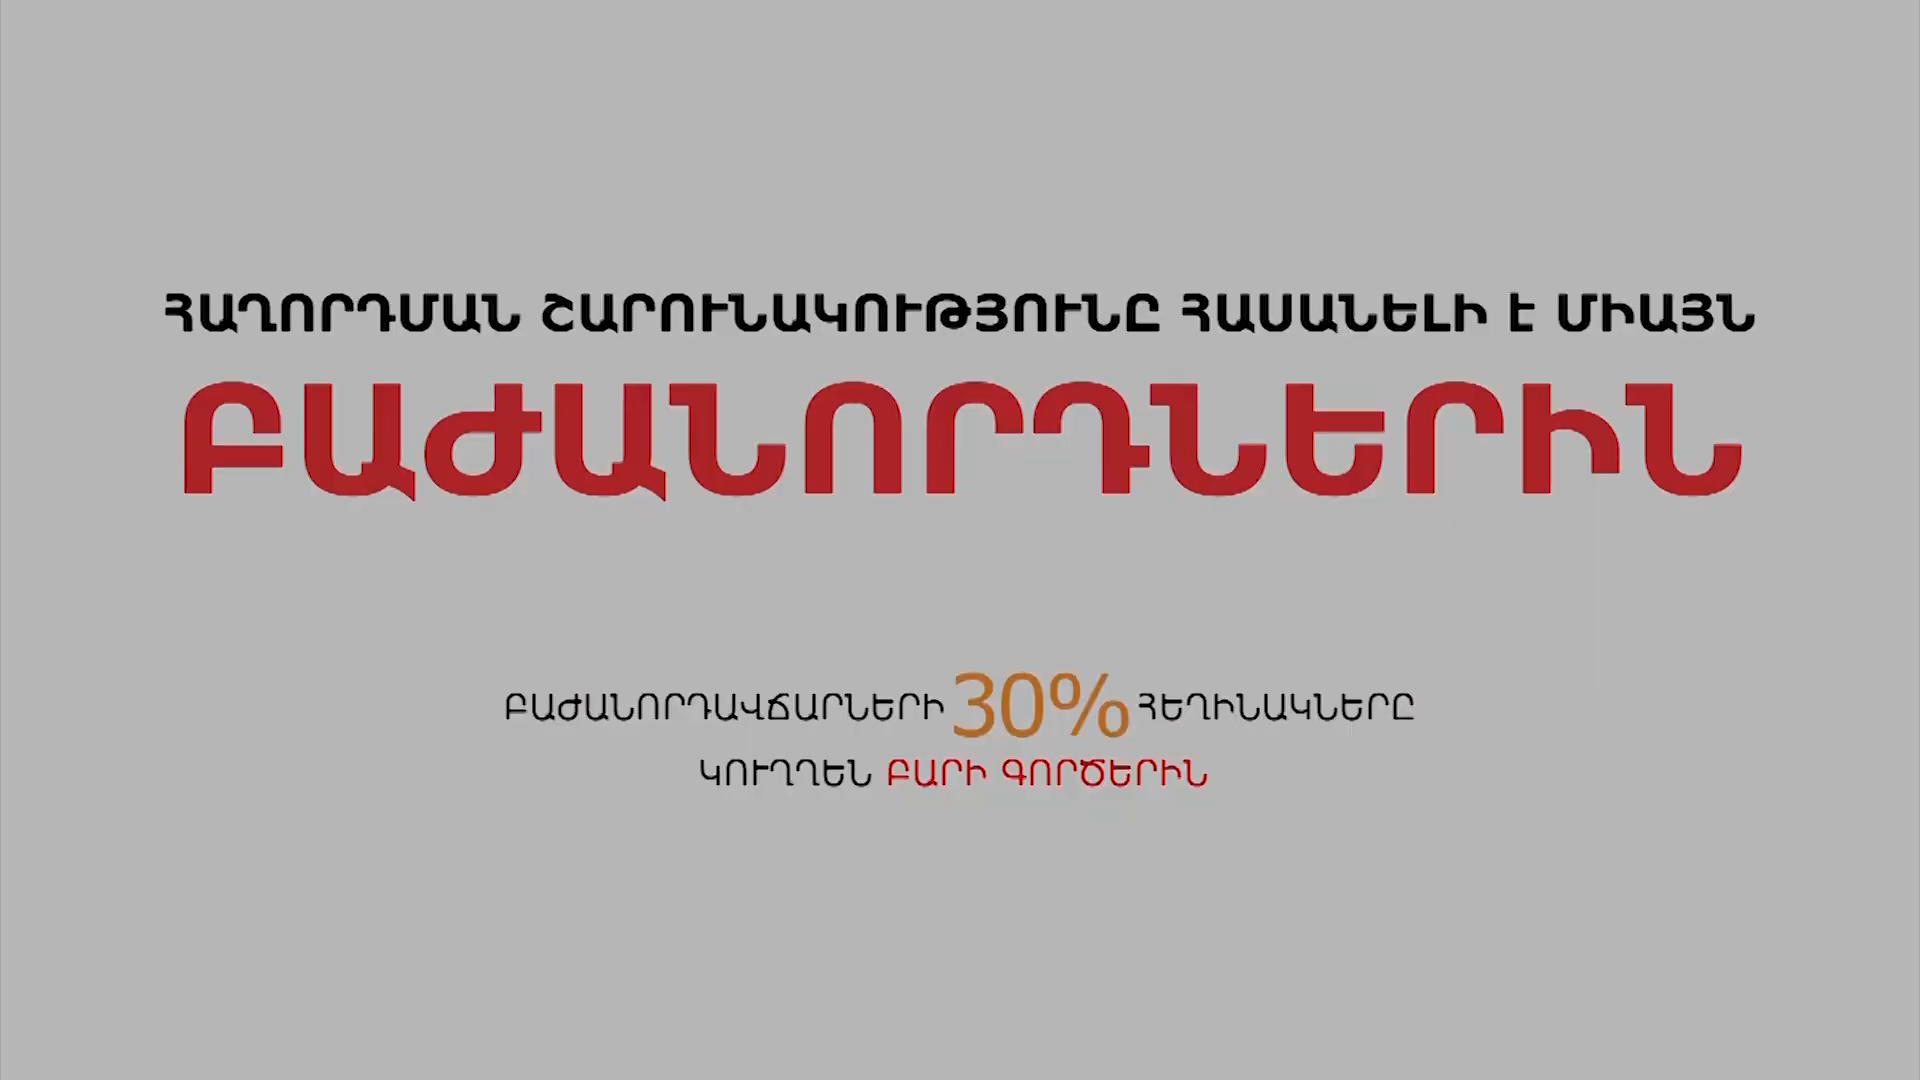 ՀԱՂՈՐԴՄԱՆ ՇԱՐՈՒՆԱԿՈՒԹՅՈՒՆԸ ՀԱՍԱՆԵԼԻ է ՄԻԱՅՆ
ԲԱԺԱՆՈՐԴՆԵՐԻՆ
ԲԱԺԱՆՈՐԴԱՎՃԱՐՆԵՐԻ 30% ՀԵՂԻՆԱԿՆԵՐԸ
ԿՈՒՂՂԵՆ ԲԱՐԻ ԳՈՐԾԵՐԻՆ